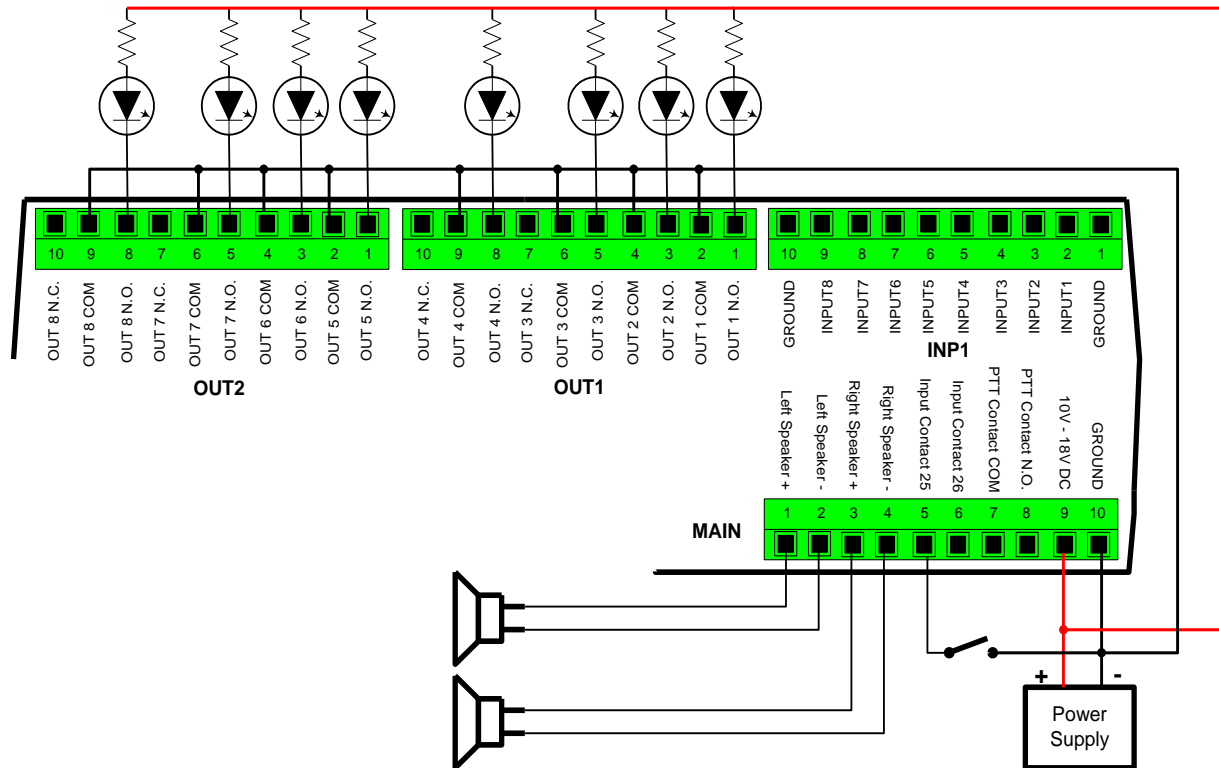 10 9 8 7 6 5 4 3 2 1
10 9 8 7 6 5 4 3 2 1
10 9 8 7 6 5 4 3 2 1
OUT 8 N.C.
OUT 8 COM
OUT 8 N.O.
OUT 7 N.C.
OUT 7 COM
OUT 7 N.O.
OUT 6 COM
OUT 6 N.O.
OUT 5 COM
OUT 5 N.O.
OUT2
OUT 4 N.C.
OUT 4 COM
OUT 4 N.O.
OUT 3 N.C.
OUT 3 COM
OUT 3 N.O.
OUT 2 COM
OUT 2 N.O.
OUT 1 COM
OUT 1 N.O.
OUT1
GROUND
INPUT8
INPUT7
INPUT6
INPUT5
INPUT4
INPUT3
INPUT2
INPUT1
GROUND
INP1
Left Speaker +
Left Speaker -
Right Speaker +
Right Speaker -
Input Contact 25
Input Contact 26
PTT Contact COM
PTT Contact N.O.
10V - 18V DC
GROUND
MAIN
1 2 3 4 5 6 7 8 9 10
+ -
Power
Supply